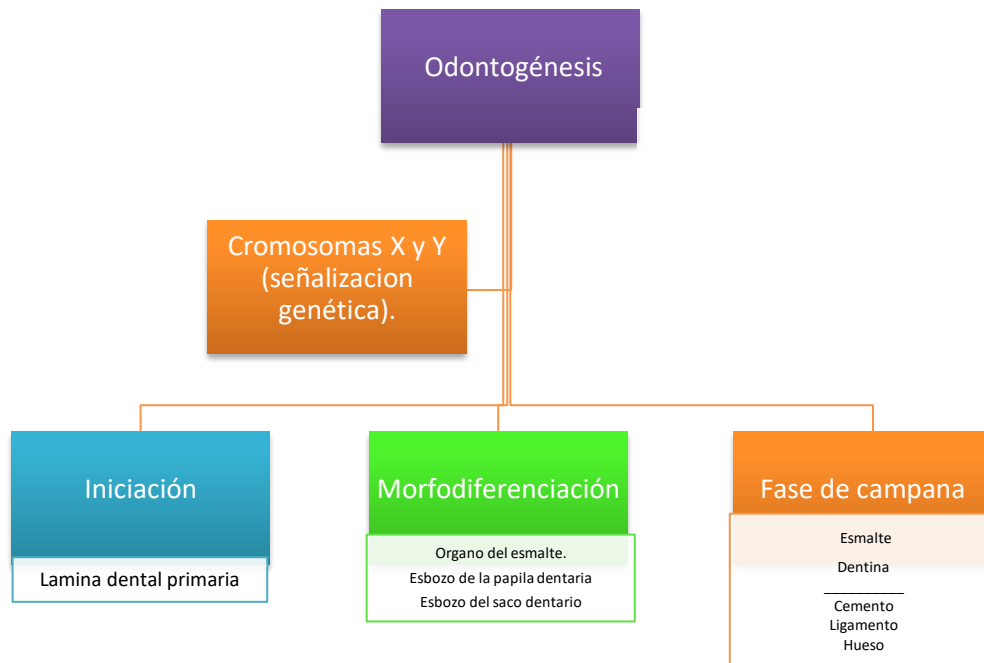 Odontogénesis
Cromosomas X y Y
(señalizacion
genética).
Iniciación
Lamina dental primaria
Morfodiferenciación
Organo del esmalte.
Esbozo de la papila dentaria
Esbozo del saco dentario
Fase de campana
Esmalte
Dentina
__________
Cemento
Ligamento
Hueso